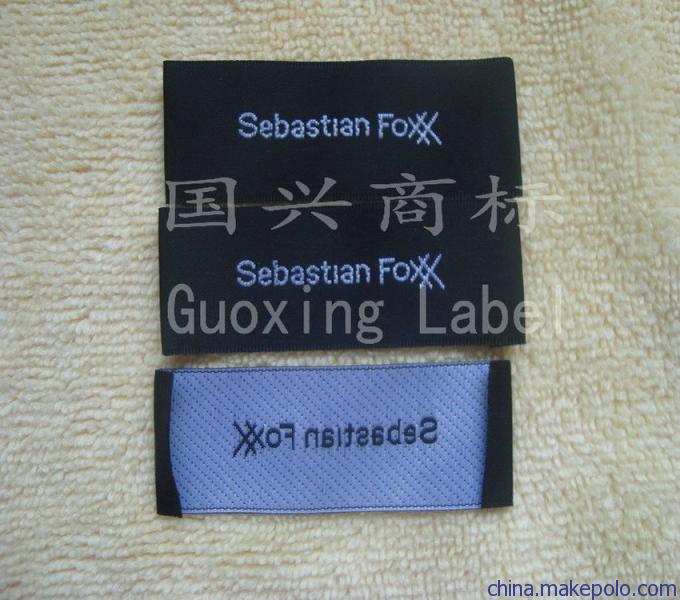 Sebastian Foxx
国兴商标
Sebastian Foxx
Guoxing Label
Sebastian Foxx
china.makepolo.com